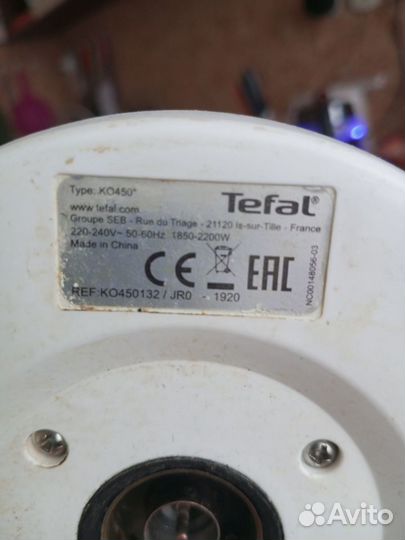 Type: KO450*
Tefal®
www.tefal.com
Groupe SEB - Rue du Triage - 21120 Is-sur-Tille - France
220-240V~ 50-60Hz 1850-2200W
Made in China
CE
EAC
REF: KO450132 / JR0 - 1920
NC00148056-03
Avito